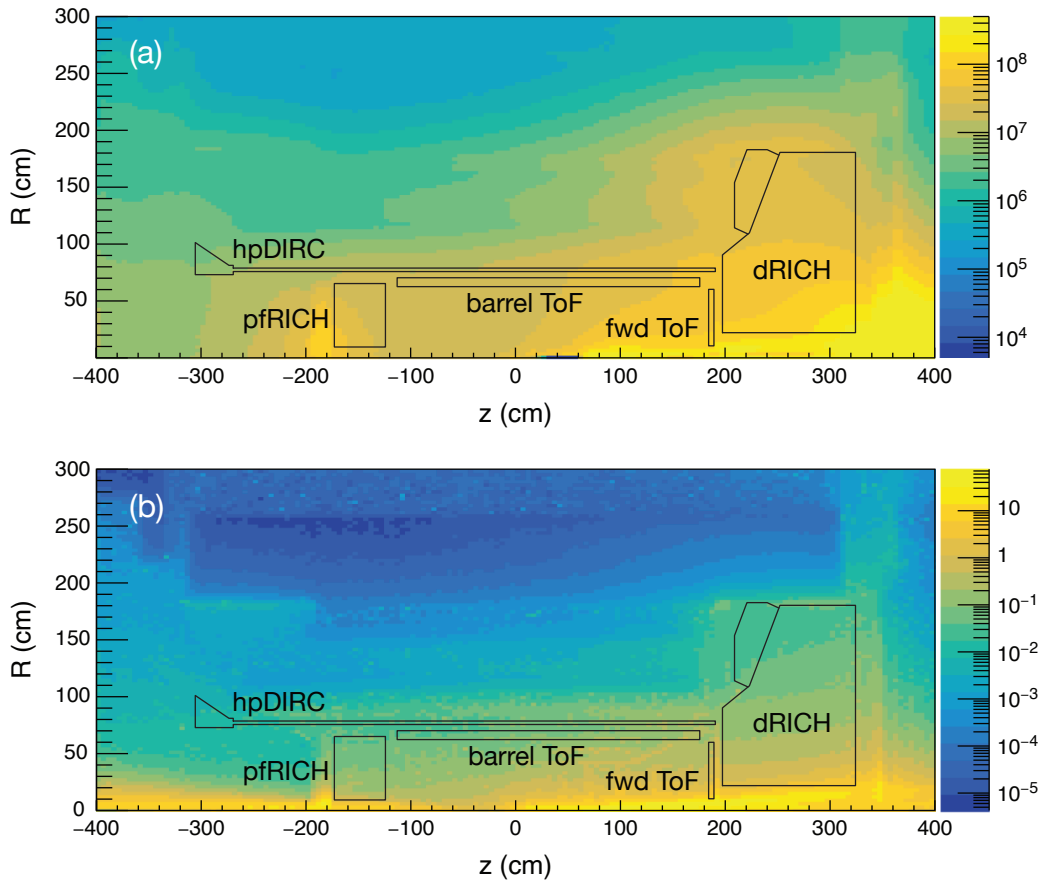 300
(a)
250
200
R (cm)
150
100
50
hpDIRC
pfRICH
barrel ToF
fwd ToF
dRICH
−400 −300 −200 −100 0 100 200 300 400
z (cm)
10⁸
10⁷
10⁶
10⁵
10⁴
300
(b)
250
200
R (cm)
150
100
50
0
hpDIRC
pfRICH
barrel ToF
fwd ToF
dRICH
−400 −300 −200 −100 0 100 200 300 400
z (cm)
10
1
10⁻¹
10⁻²
10⁻³
10⁻⁴
10⁻⁵